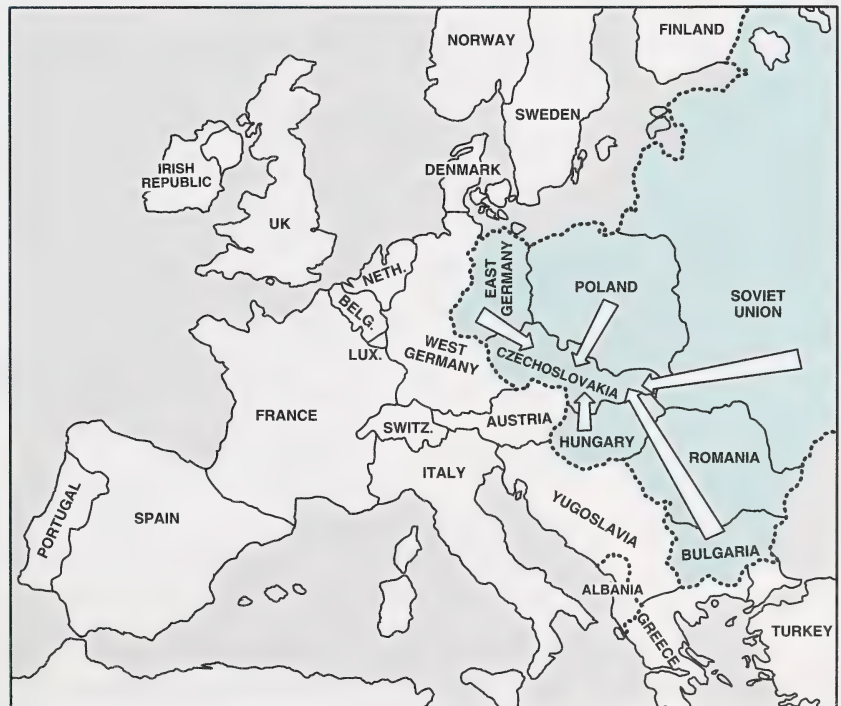 NORWAY
FINLAND
SWEDEN
IRISH
REPUBLIC
DENMARK
UK
NETH.
EAST
GERMANY
POLAND
SOVIET
UNION
BELG.
WEST
GERMANY
LUX.
CZECHOSLOVAKIA
FRANCE
SWITZ.
AUSTRIA
HUNGARY
ITALY
ROMANIA
PORTUGAL
SPAIN
YUGOSLAVIA
BULGARIA
ALBANIA
GREECE
TURKEY